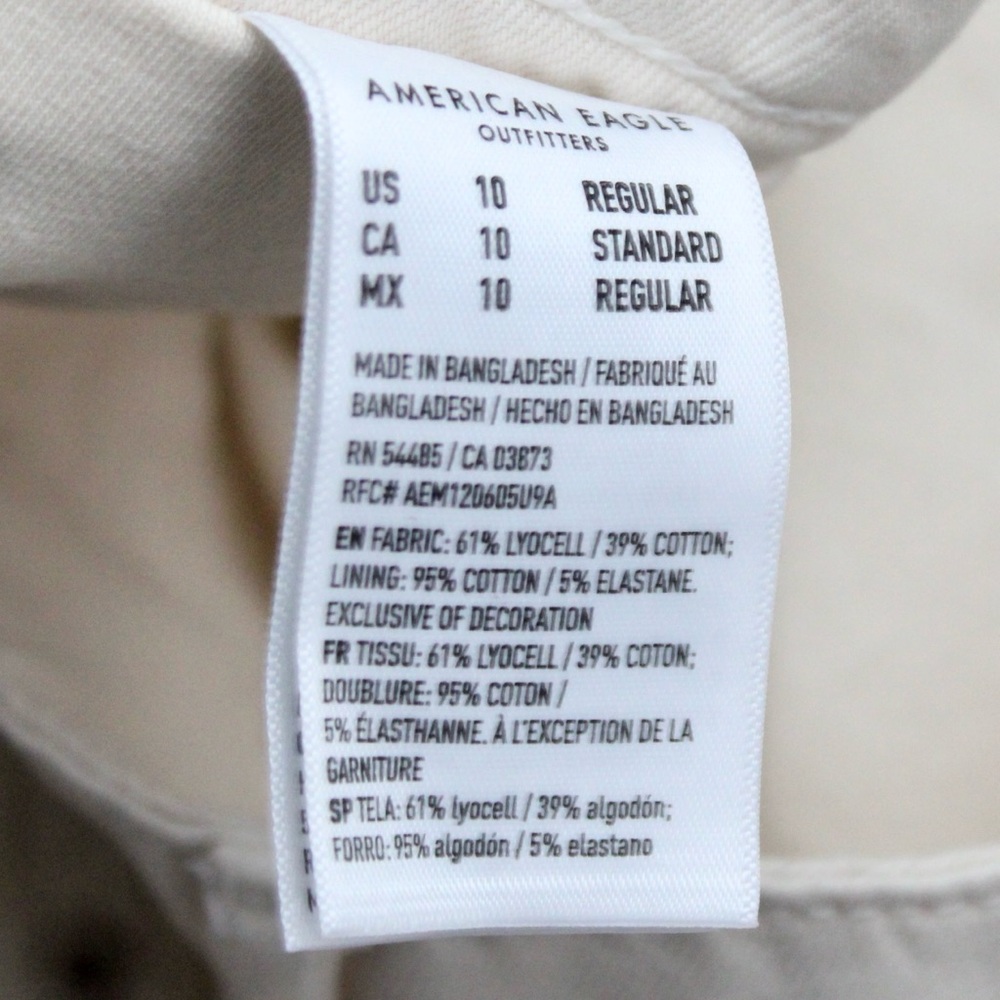 AMERICAN EAGLE
OUTFITTERS
US 10 REGULAR
CA 10 STANDARD
MX 10 REGULAR
MADE IN BANGLADESH / FABRIQUÉ AU
BANGLADESH / HECHO EN BANGLADESH
RN 54485 / CA 03873
RFC# AEM120605U9A
EN FABRIC: 61% LYOCELL / 39% COTTON;
LINING: 95% COTTON / 5% ELASTANE.
EXCLUSIVE OF DECORATION
FR TISSU: 61% LYOCELL / 39% COTON;
DOUBLURE: 95% COTON /
5% ÉLASTHANNE. À L'EXCEPTION DE LA
GARNITURE
SP TELA: 61% lyocell / 39% algodón;
FORRO: 95% algodón / 5% elastano